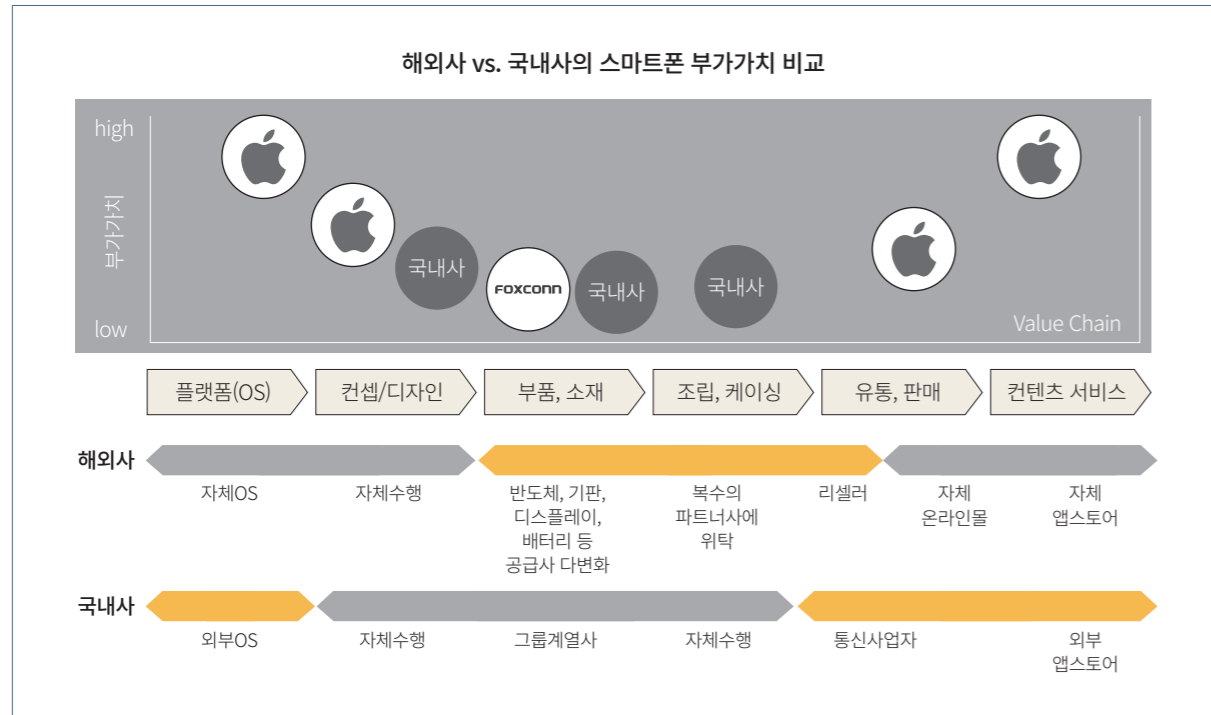 해외사 vs. 국내사의 스마트폰 부가가치 비교
high
부가가치
low
국내사
FOXCONN
국내사
국내사
Value Chain
플랫폼(OS)
컨셉/디자인
부품, 소재
조립, 케이싱
유통, 판매
컨텐츠 서비스
해외사
자체OS
자체수행
반도체, 기판,
디스플레이,
배터리 등
공급사 다변화
복수의
파트너사에
위탁
리셀러
자체
온라인몰
자체
앱스토어
국내사
외부OS
자체수행
그룹계열사
자체수행
통신사업자
외부
앱스토어